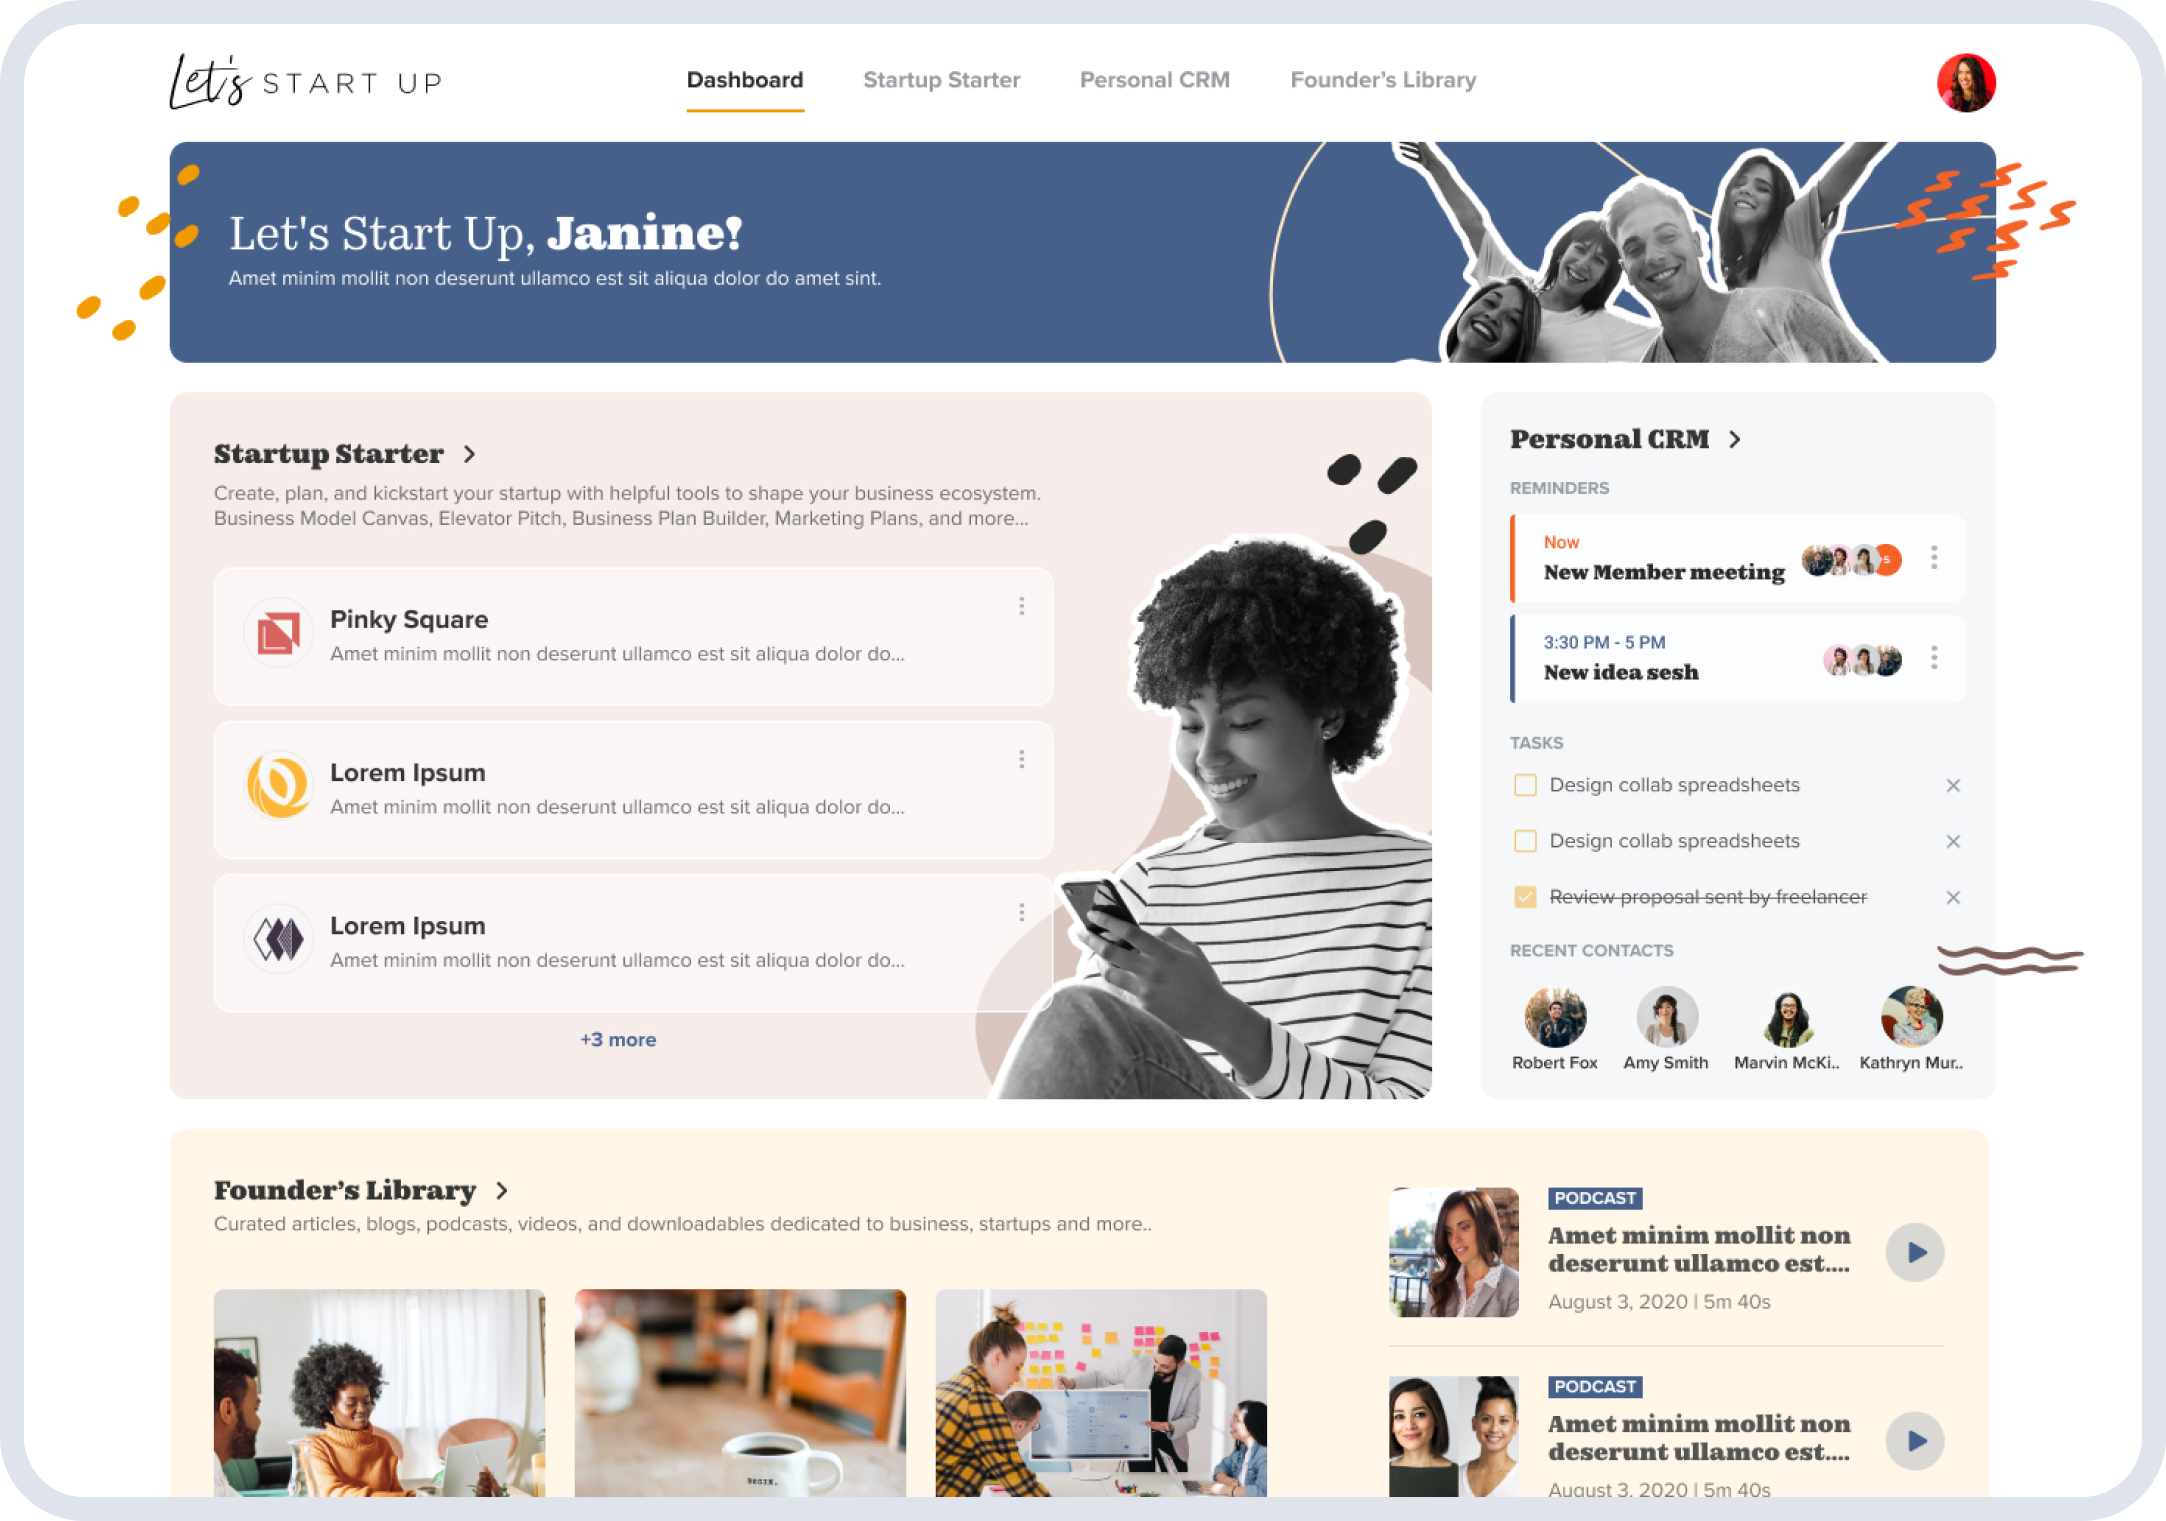 Let's START UP
Dashboard
Startup Starter
Personal CRM
Founder’s Library
Let's Start Up, Janine!
Amet minim mollit non deserunt ullamco est sit aliqua dolor do amet sint.
Startup Starter
Create, plan, and kickstart your startup with helpful tools to shape your business ecosystem.
Business Model Canvas, Elevator Pitch, Business Plan Builder, Marketing Plans, and more...
Pinky Square
Amet minim mollit non deserunt ullamco est sit aliqua dolor do...
Lorem Ipsum
Amet minim mollit non deserunt ullamco est sit aliqua dolor do...
Lorem Ipsum
Amet minim mollit non deserunt ullamco est sit aliqua dolor do...
+3 more
Personal CRM
REMINDERS
Now
New Member meeting
+5
3:30 PM - 5 PM
New idea sesh
TASKS
Design collab spreadsheets
Design collab spreadsheets
Review proposal sent by freelancer
RECENT CONTACTS
Robert Fox
Amy Smith
Marvin McKi..
Kathryn Mur..
Founder’s Library
Curated articles, blogs, podcasts, videos, and downloadables dedicated to business, startups and more..
BEGIN.
PODCAST
Amet minim mollit non
deserunt ullamco est....
August 3, 2020 | 5m 40s
PODCAST
Amet minim mollit non
deserunt ullamco est....
August 3, 2020 | 5m 40s